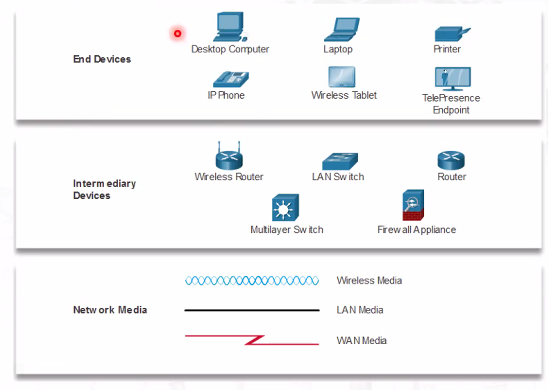 Desktop Computer
Laptop
Printer
End Devices
IP Phone
Wireless Tablet
TelePresence
Endpoint
Wireless Router
LAN Switch
Router
Intermediary
Devices
Multilayer Switch
Firewall Appliance
Wireless Media
Network Media
LAN Media
WAN Media